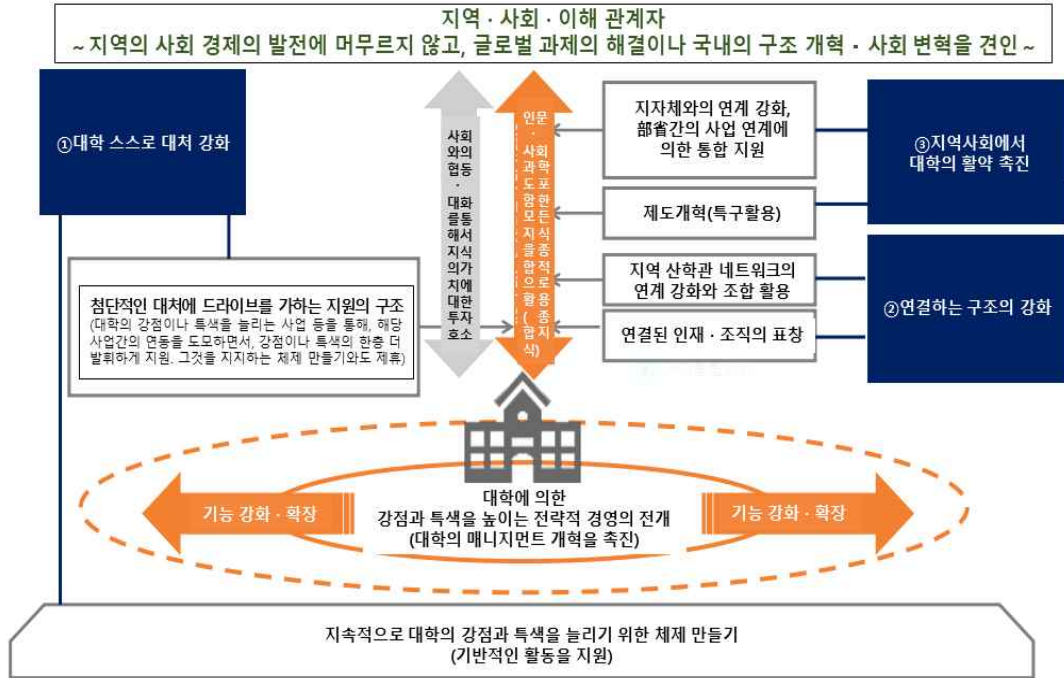 지역 · 사회 · 이해 관계자
~ 지역의 사회 경제의 발전에 머무르지 않고, 글로벌 과제의 해결이나 국내의 구조 개혁 · 사회 변혁을 견인 ~
①대학 스스로 대처 강화
첨단적인 대처에 드라이브를 가하는 지원의 구조
(대학의 강점이나 특색을 늘리는 사업 등을 통해, 해당
사업간의 연동을 도모하면서, 강점이나 특색의 한층 더
발휘하게 지원. 그것을 지지하는 체제 만들기와도 제휴)
사회
와의
협동
·
대화
를통
해서
지식
의가
치에
대한
투자
호소
인문
·
사회
과학
도포
함한
모든
지식
을종
합적
으로
활용
(종
합지
식)
지자체와의 연계 강화,
部省간의 사업 연계에
의한 통합 지원
제도개혁(특구활용)
지역 산학관 네트워크의
연계 강화와 조합 활용
연결된 인재 · 조직의 표창
③지역사회에서
대학의 활약 촉진
②연결하는 구조의 강화
기능 강화 · 확장
대학에 의한
강점과 특색을 높이는 전략적 경영의 전개
(대학의 매니지먼트 개혁을 촉진)
기능 강화 · 확장
지속적으로 대학의 강점과 특색을 늘리기 위한 체제 만들기
(기반적인 활동을 지원)